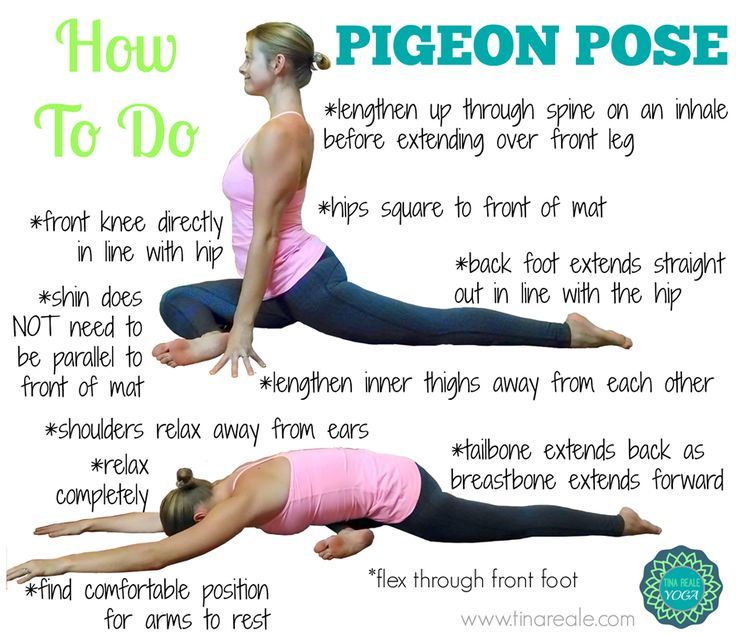 How
To Do
PIGEON POSE
*lengthen up through spine on an inhale
before extending over front leg
*hips square to front of mat
*front knee directly
in line with hip
*back foot extends straight
out in line with the hip
*shin does
NOT need to
be parallel to
front of mat
*lengthen inner thighs away from each other
*shoulders relax away from ears
*relax
completely
*tailbone extends back as
breastbone extends forward
*find comfortable position
for arms to rest
*flex through front foot
www.tinareale.com
TINA REALE
YOGA